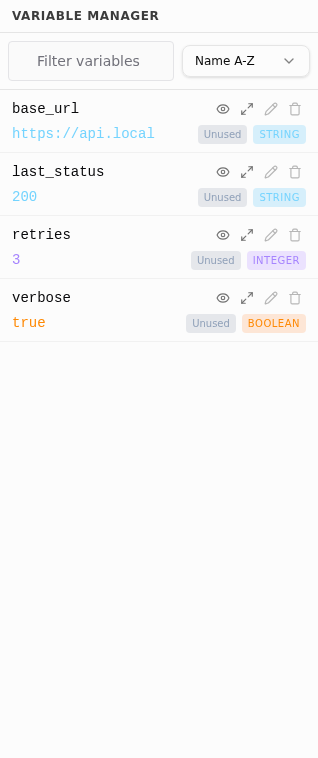 VARIABLE MANAGER
Filter variables
Name A-Z
base_url
https://api.local
Unused
STRING
last_status
200
Unused
STRING
retries
3
Unused
INTEGER
verbose
true
Unused
BOOLEAN